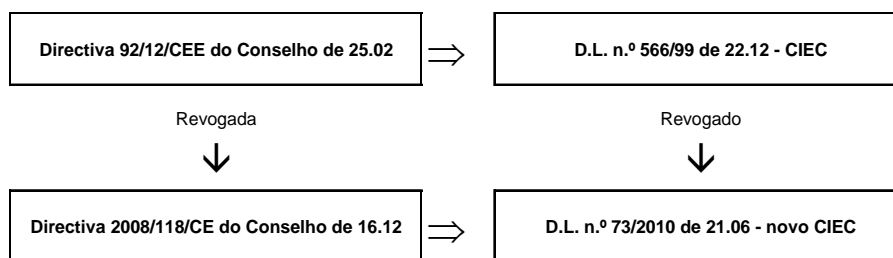 Directiva 92/12/CEE do Conselho de 25.02
D.L. n.º 566/99 de 22.12 - CIEC
Revogada
Revogado
Directiva 2008/118/CE do Conselho de 16.12
D.L. n.º 73/2010 de 21.06 - novo CIEC